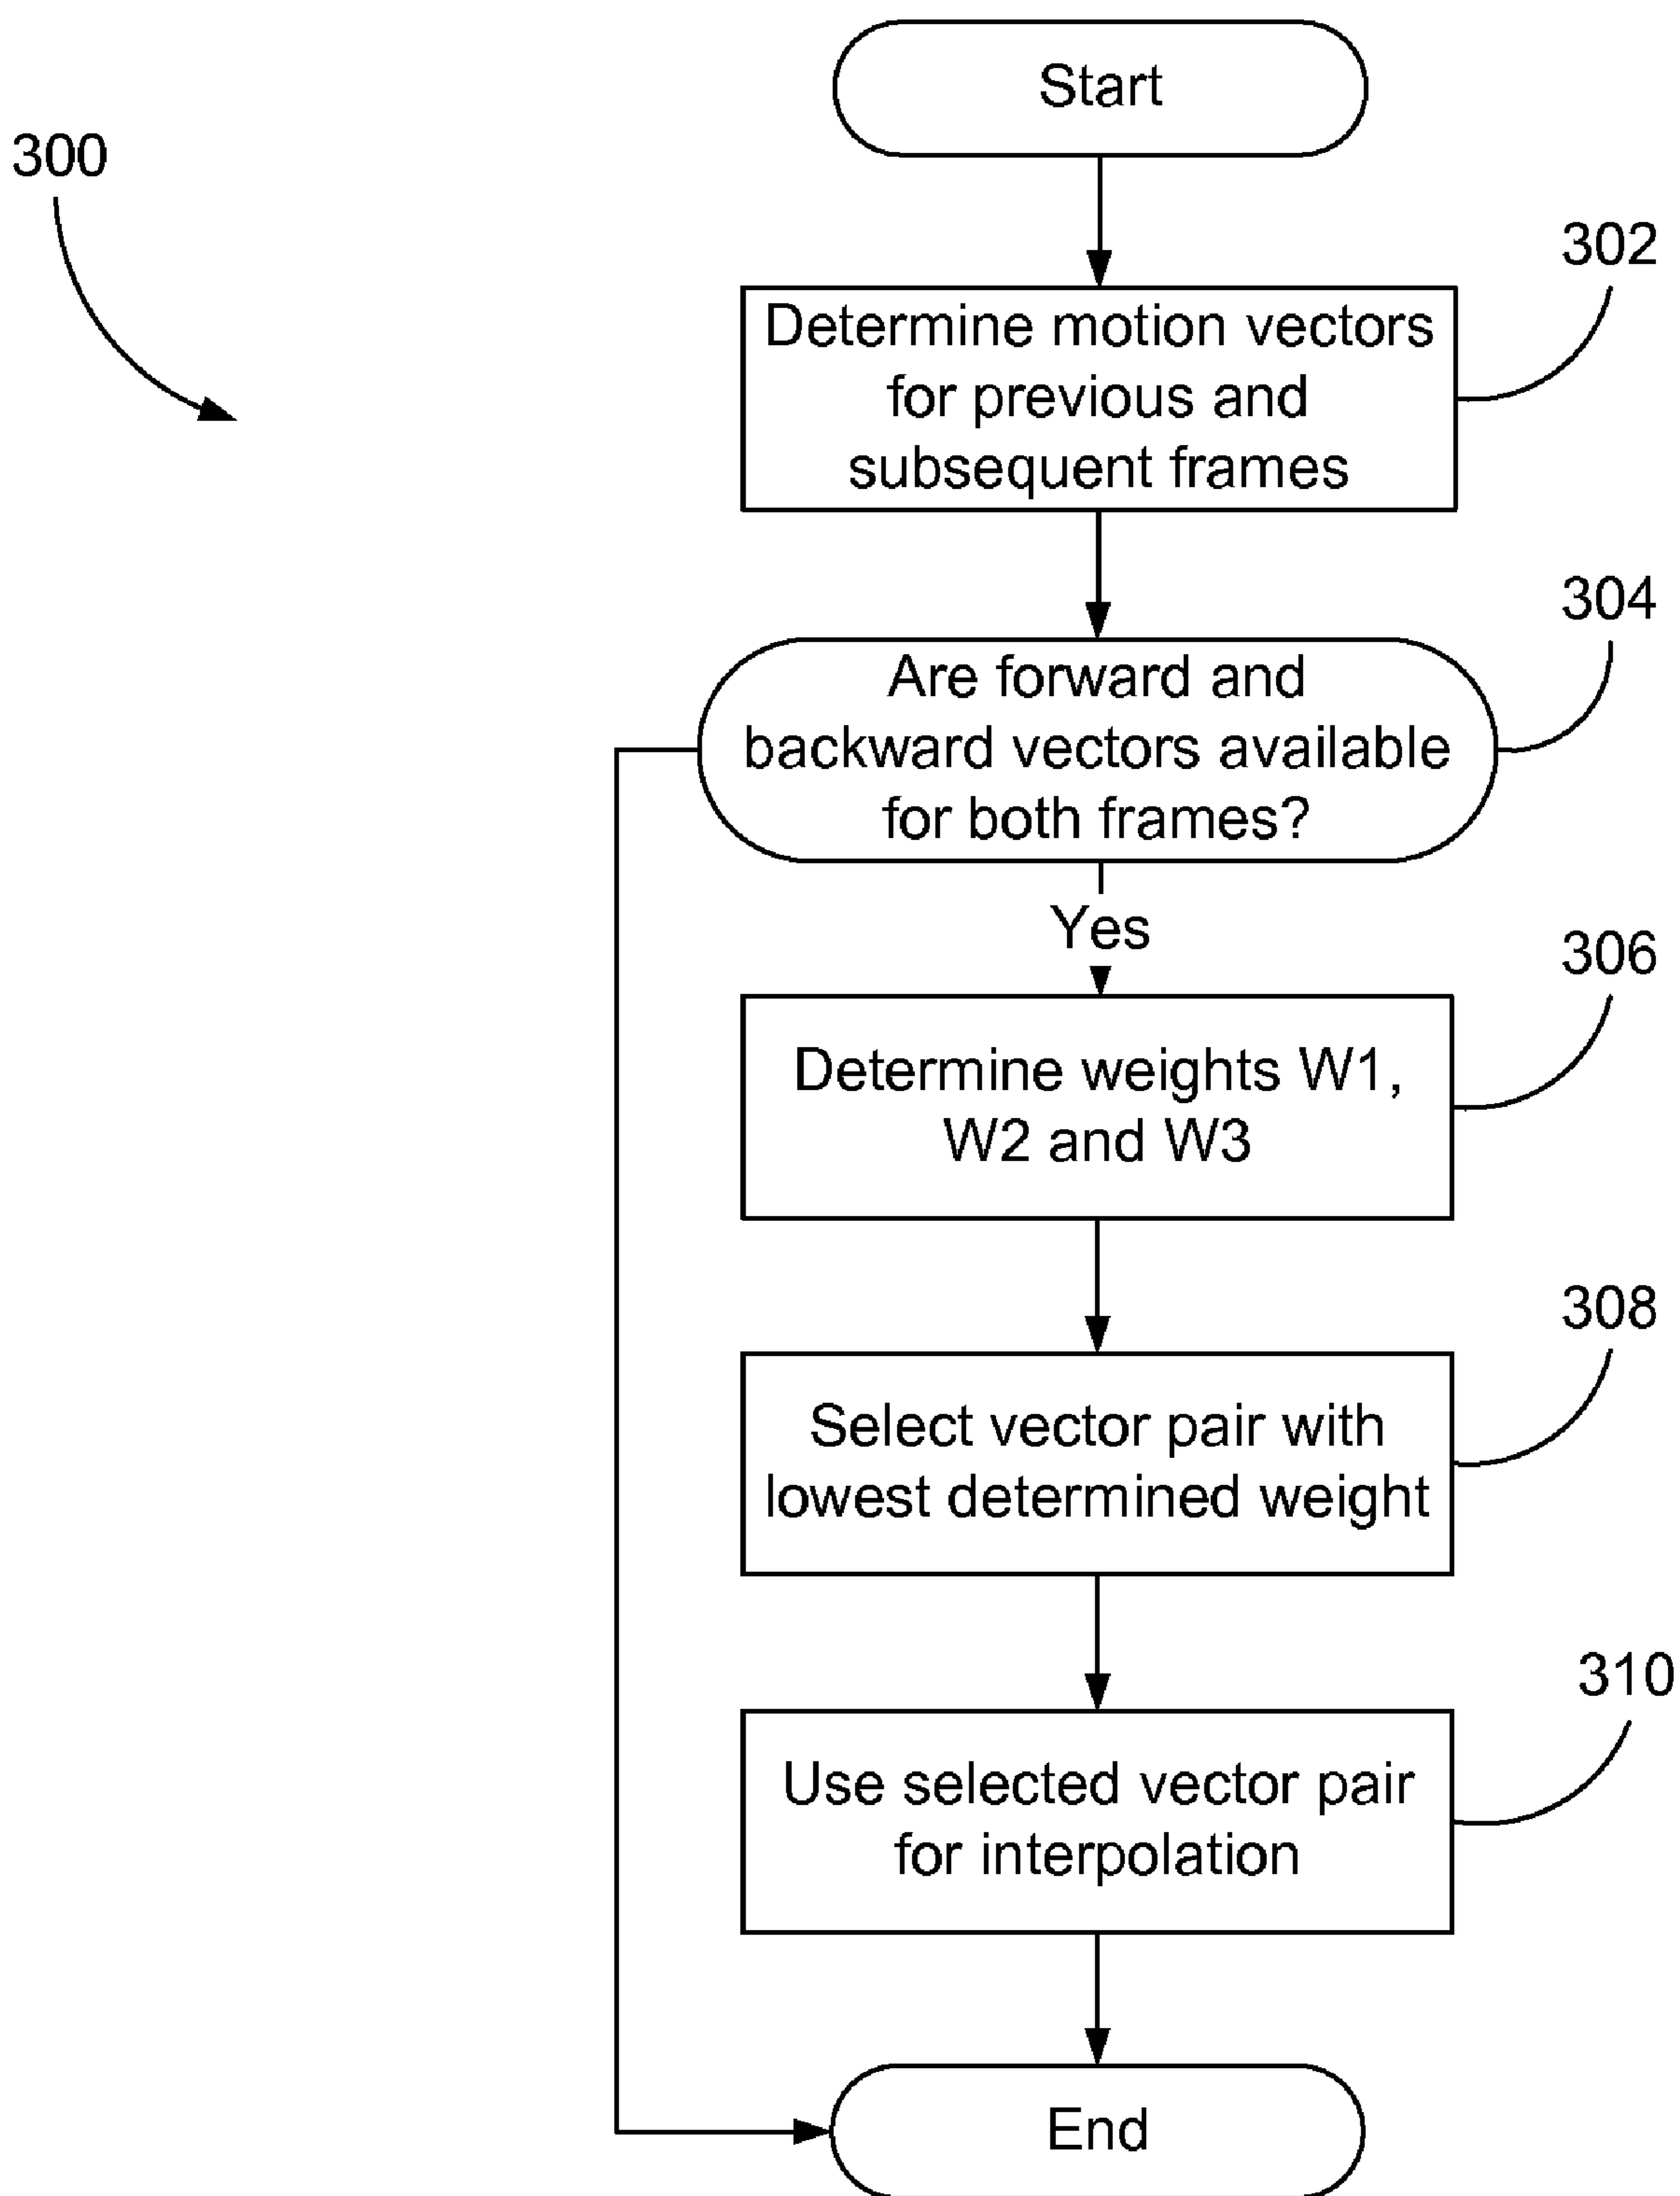 Start
300
302
Determine motion vectors
for previous and
subsequent frames
304
Are forward and
backward vectors available
for both frames?
Yes
306
Determine weights W1,
W2 and W3
308
Select vector pair with
lowest determined weight
310
Use selected vector pair
for interpolation
End